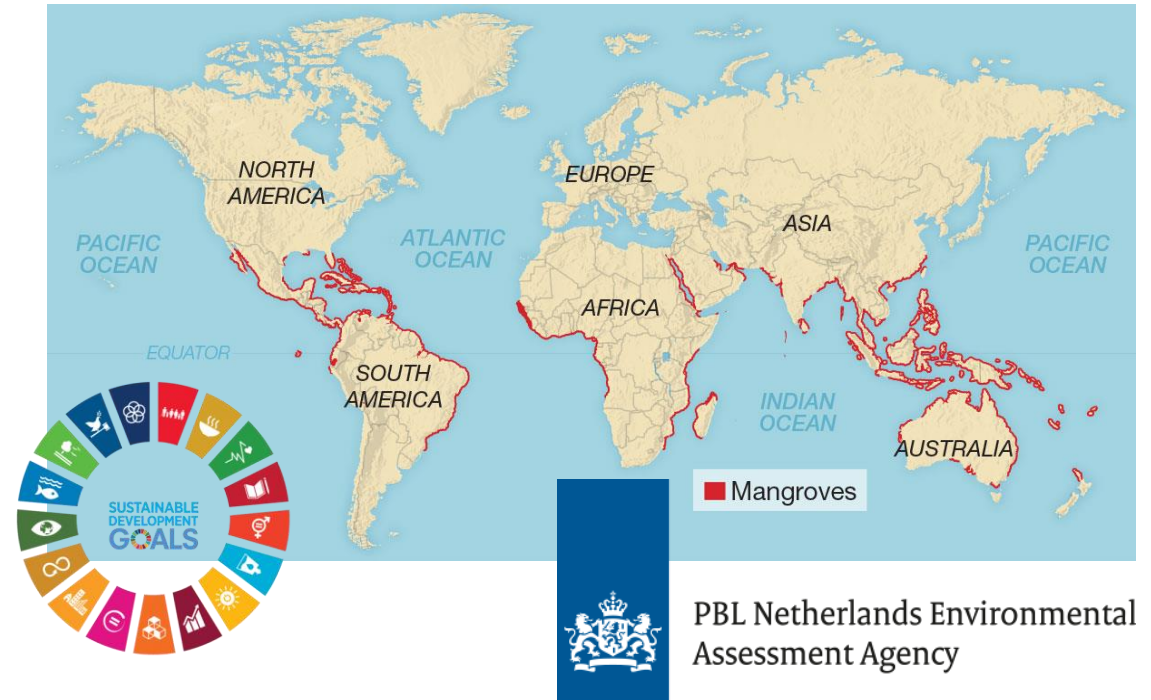 NORTH
AMERICA
EUROPE
ASIA
PACIFIC
OCEAN
ATLANTIC
OCEAN
PACIFIC
OCEAN
AFRICA
EQUATOR
SOUTH
AMERICA
INDIAN
OCEAN
AUSTRALIA
Mangroves
SUSTAINABLE
DEVELOPMENT
GOALS
PBL Netherlands Environmental
Assessment Agency